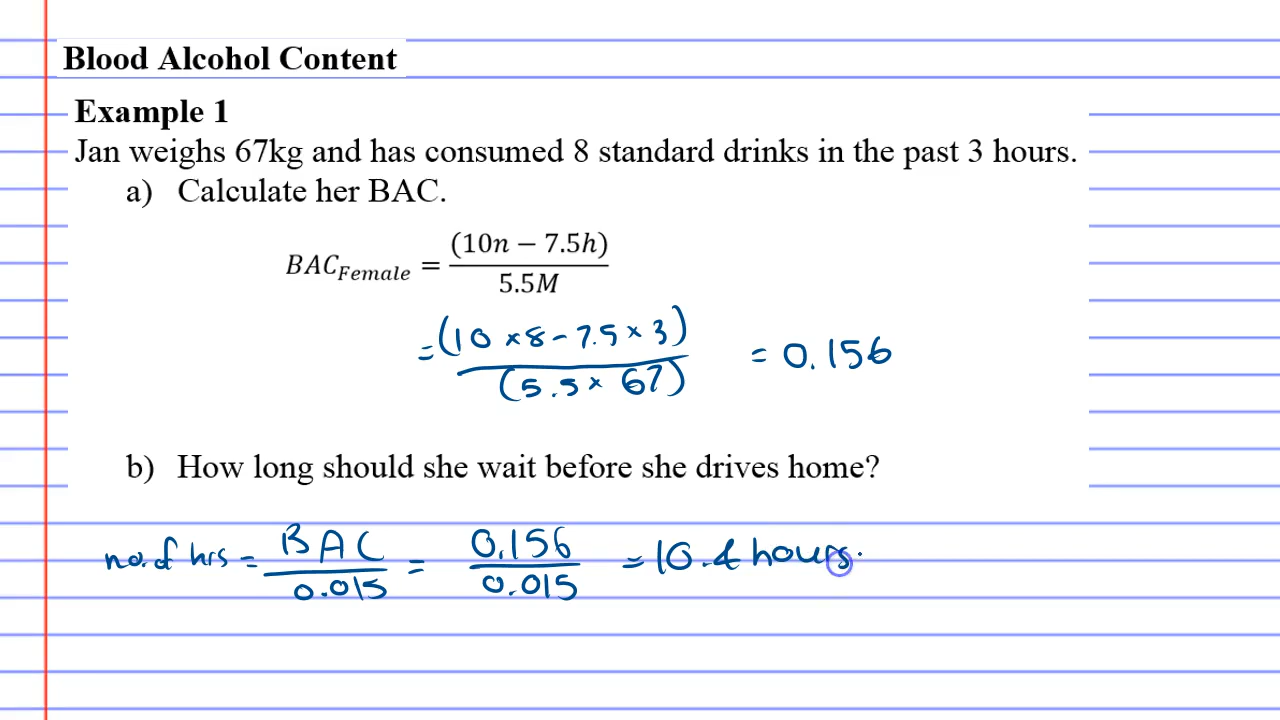 Blood Alcohol Content
Example 1
Jan weighs 67kg and has consumed 8 standard drinks in the past 3 hours.
a) Calculate her BAC.
BAC_Female = (10n − 7.5h) / 5.5M
= (10 × 8 − 7.5 × 3) / (5.5 × 67) = 0.156
b) How long should she wait before she drives home?
no. of hrs = BAC / 0.015 = 0.156 / 0.015 = 10.4 hours.